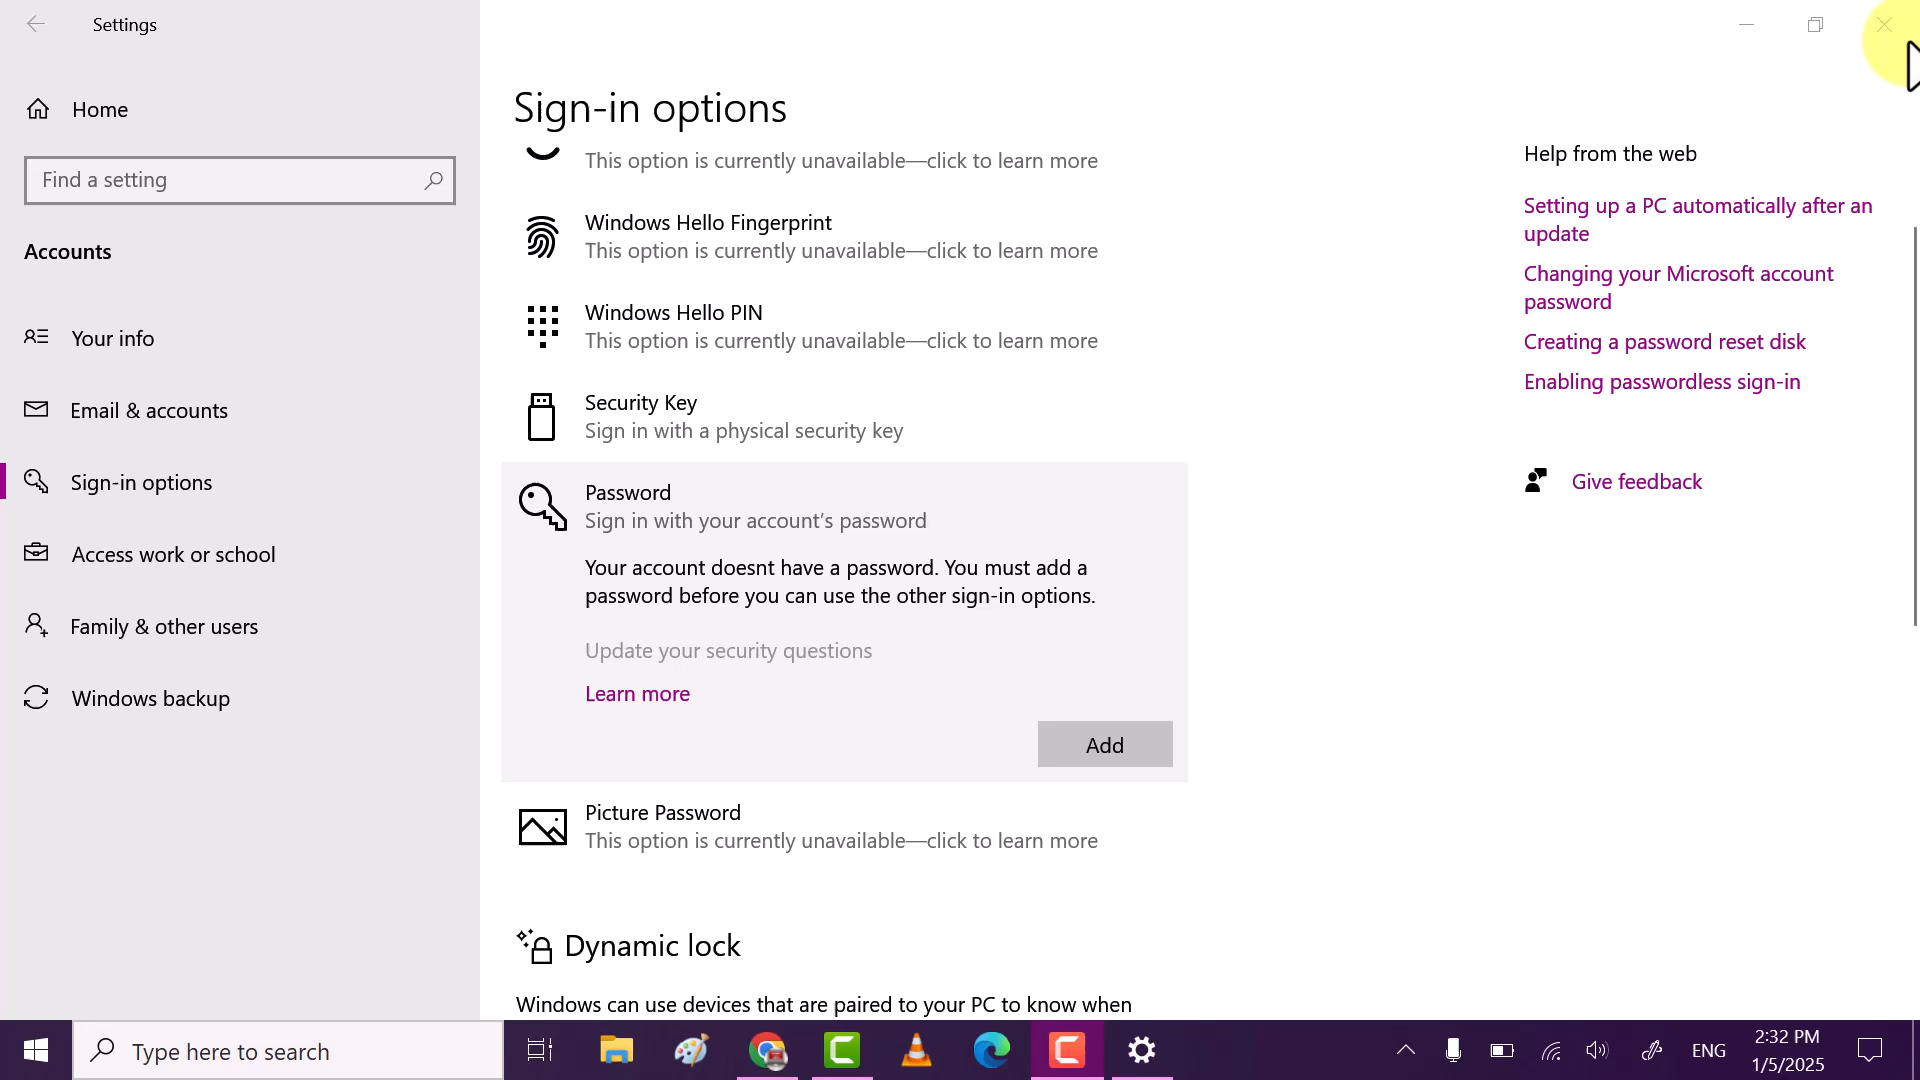 Settings
Home
Find a setting
Accounts
Your info
Email & accounts
Sign-in options
Access work or school
Family & other users
Windows backup
Sign-in options
This option is currently unavailable—click to learn more
Windows Hello Fingerprint
This option is currently unavailable—click to learn more
Windows Hello PIN
This option is currently unavailable—click to learn more
Security Key
Sign in with a physical security key
Password
Sign in with your account's password
Your account doesnt have a password. You must add a
password before you can use the other sign-in options.
Update your security questions
Learn more
Add
Picture Password
This option is currently unavailable—click to learn more
Dynamic lock
Windows can use devices that are paired to your PC to know when
Help from the web
Setting up a PC automatically after an
update
Changing your Microsoft account
password
Creating a password reset disk
Enabling passwordless sign-in
Give feedback
Type here to search
ENG
2:32 PM
1/5/2025